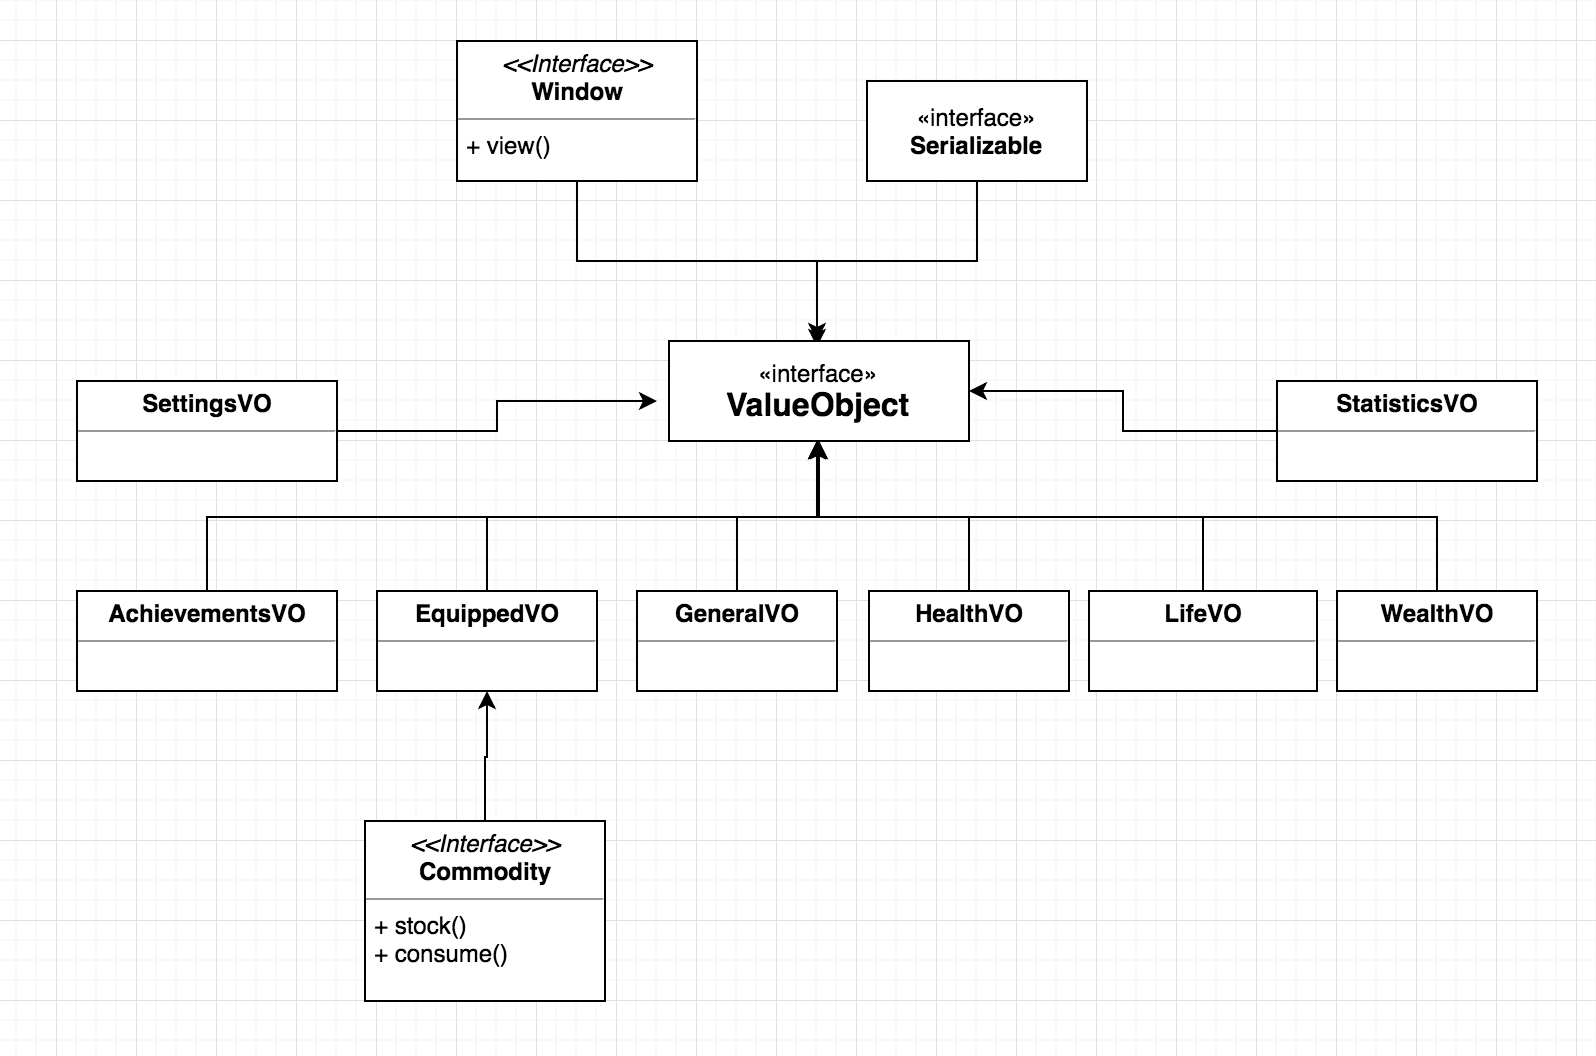 <<Interface>>
Window
+ view()
«interface»
Serializable
«interface»
ValueObject
SettingsVO
StatisticsVO
AchievementsVO
EquippedVO
GeneralVO
HealthVO
LifeVO
WealthVO
<<Interface>>
Commodity
+ stock()
+ consume()